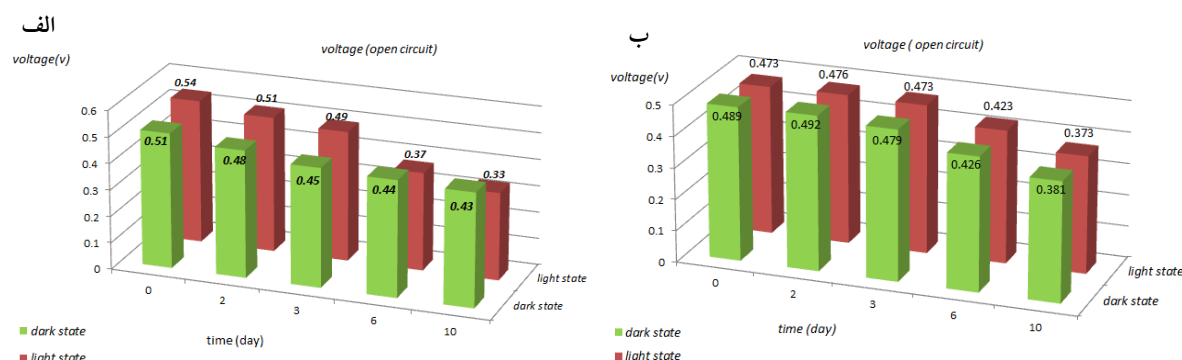 الف
voltage (open circuit)
voltage(v)
0.6
0.5
0.4
0.3
0.2
0.1
0
0.54
0.51
0.49
0.37
0.33
0.51
0.48
0.45
0.44
0.43
0
2
3
6
10
light state
dark state
time (day)
dark state
light state
ب
voltage ( open circuit)
voltage(v)
0.5
0.4
0.3
0.2
0.1
0
0.473
0.476
0.473
0.423
0.373
0.489
0.492
0.479
0.426
0.381
0
2
3
6
10
light state
dark state
time (day)
dark state
light state